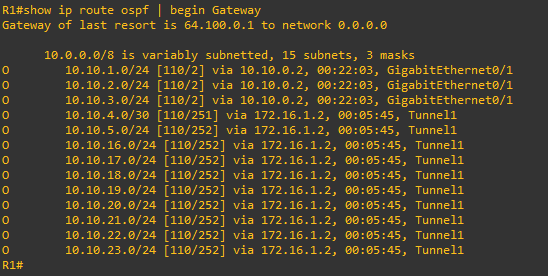 R1#show ip route ospf | begin Gateway
Gateway of last resort is 64.100.0.1 to network 0.0.0.0
10.0.0.0/8 is variably subnetted, 15 subnets, 3 masks
O 10.10.1.0/24 [110/2] via 10.10.0.2, 00:22:03, GigabitEthernet0/1
O 10.10.2.0/24 [110/2] via 10.10.0.2, 00:22:03, GigabitEthernet0/1
O 10.10.3.0/24 [110/2] via 10.10.0.2, 00:22:03, GigabitEthernet0/1
O 10.10.4.0/30 [110/251] via 172.16.1.2, 00:05:45, Tunnel1
O 10.10.5.0/24 [110/252] via 172.16.1.2, 00:05:45, Tunnel1
O 10.10.16.0/24 [110/252] via 172.16.1.2, 00:05:45, Tunnel1
O 10.10.17.0/24 [110/252] via 172.16.1.2, 00:05:45, Tunnel1
O 10.10.18.0/24 [110/252] via 172.16.1.2, 00:05:45, Tunnel1
O 10.10.19.0/24 [110/252] via 172.16.1.2, 00:05:45, Tunnel1
O 10.10.20.0/24 [110/252] via 172.16.1.2, 00:05:45, Tunnel1
O 10.10.21.0/24 [110/252] via 172.16.1.2, 00:05:45, Tunnel1
O 10.10.22.0/24 [110/252] via 172.16.1.2, 00:05:45, Tunnel1
O 10.10.23.0/24 [110/252] via 172.16.1.2, 00:05:45, Tunnel1
R1#